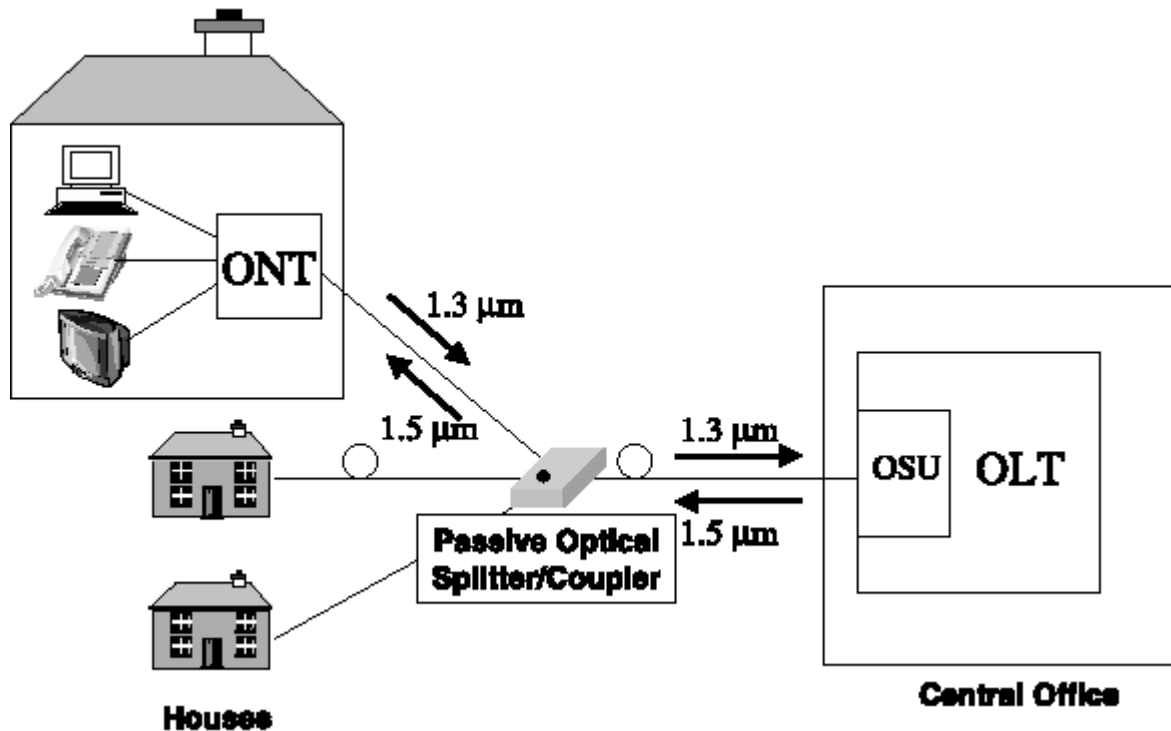 ONT
1.3 μm
1.5 μm
1.3 μm
OSU
OLT
1.5 μm
Passive Optical
Splitter/Coupler
Central Office
Houses